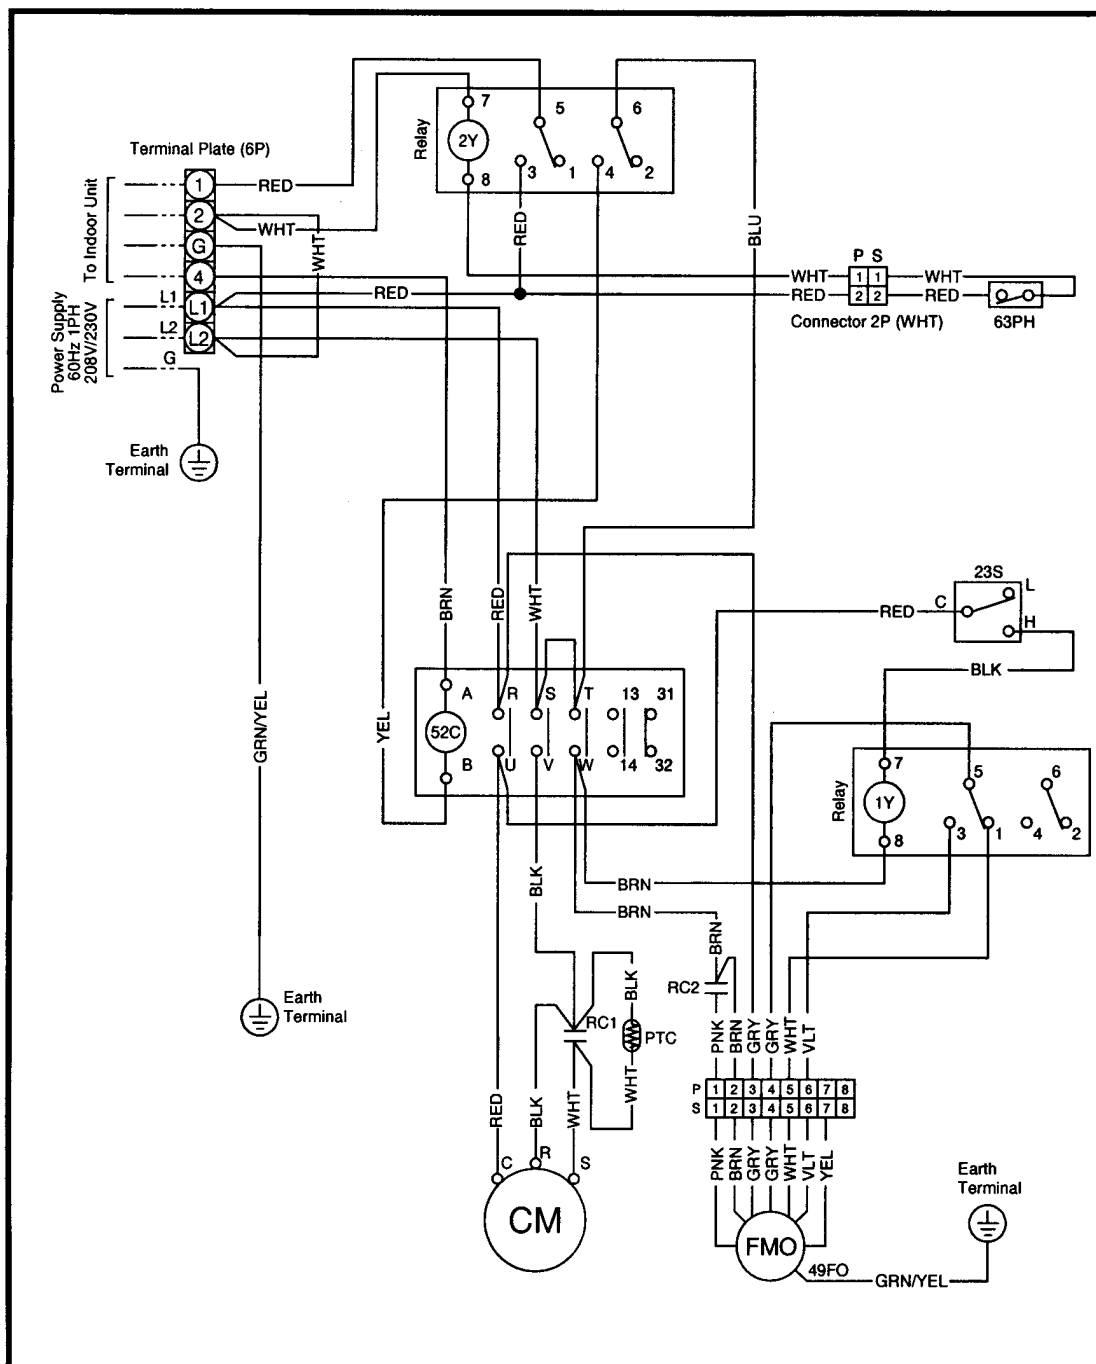 7
5
6
Relay
2Y
8
3
1
4
2
Terminal Plate (6P)
To Indoor Unit
1
RED
2
WHT
WHT
G
4
RED
L1
L1
L2
L2
G
Power Supply
60Hz 1PH
208V/230V
RED
BLU
P S
WHT
1 1
WHT
RED
2 2
RED
Connector 2P (WHT)
63PH
Earth
Terminal
BRN
RED
WHT
23S
RED
C
L
H
BLK
GRN/YEL
YEL
A
R
S
T
13
31
52C
B
U
V
W
14
32
7
5
6
Relay
1Y
8
3
1
4
2
BLK
BRN
BRN
BRN
RC2
Earth
Terminal
RC1
BLK
PTC
WHT
PNK
BRN
GRY
GRY
WHT
VLT
P 1 2 3 4 5 6 7 8
S 1 2 3 4 5 6 7 8
RED
BLK
WHT
C
R
S
CM
PNK
BRN
GRY
GRY
WHT
VLT
YEL
FMO
49FO
GRN/YEL
Earth
Terminal